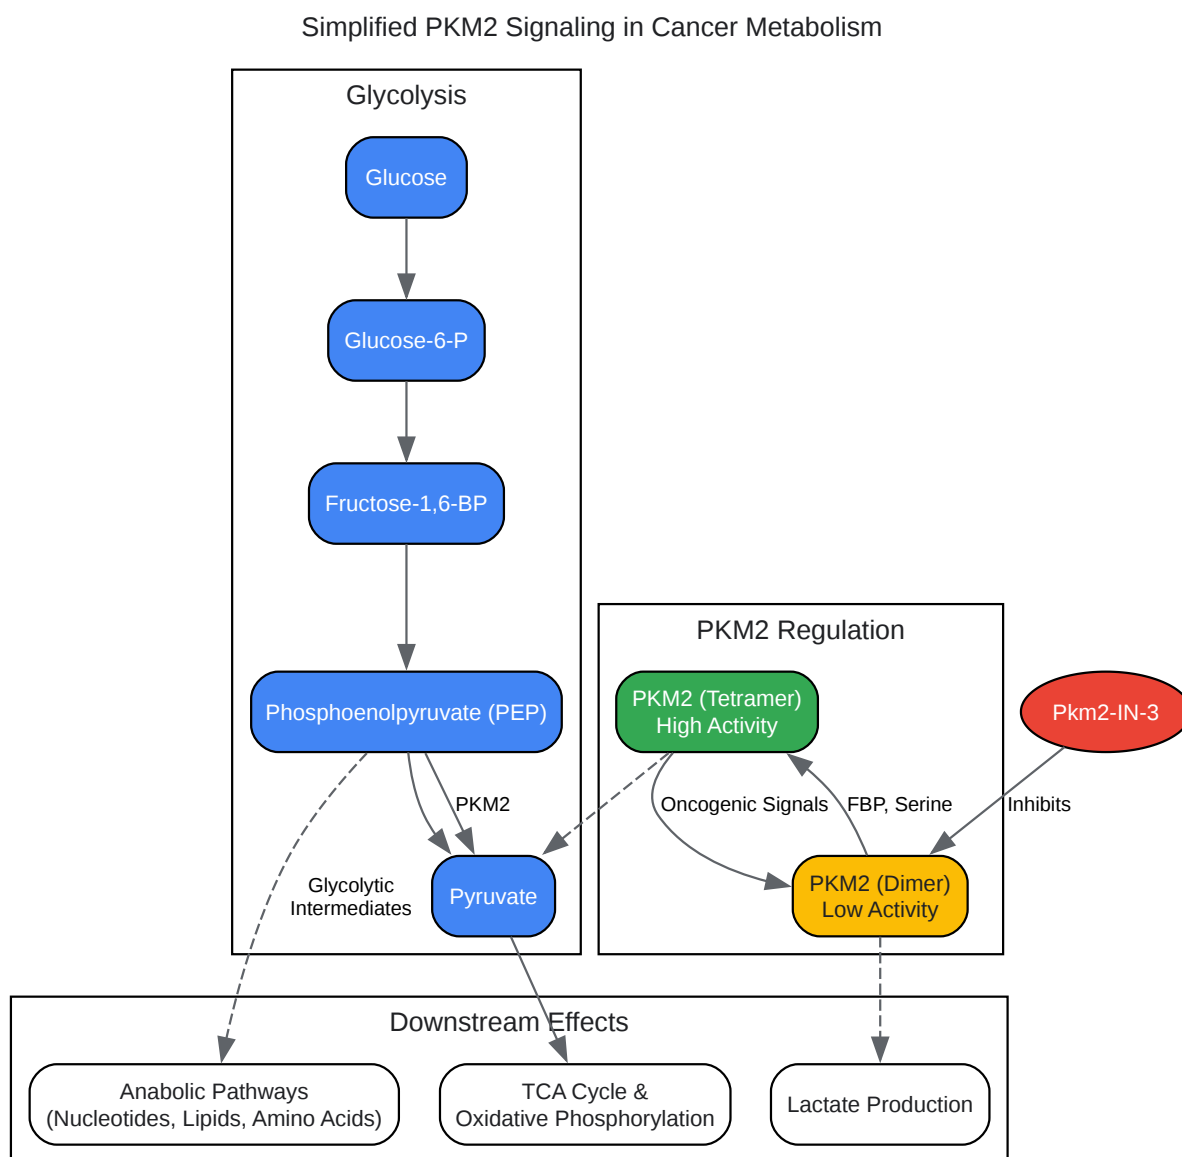 Simplified PKM2 Signaling in Cancer Metabolism
Glycolysis
Glucose
Glucose-6-P
Fructose-1,6-BP
PKM2 Regulation
Phosphoenolpyruvate (PEP)
PKM2 (Tetramer)
High Activity
Pkm2-IN-3
PKM2
Oncogenic Signals
FBP, Serine
Inhibits
Glycolytic
Intermediates
Pyruvate
PKM2 (Dimer)
Low Activity
Downstream Effects
Anabolic Pathways
(Nucleotides, Lipids, Amino Acids)
TCA Cycle &
Oxidative Phosphorylation
Lactate Production